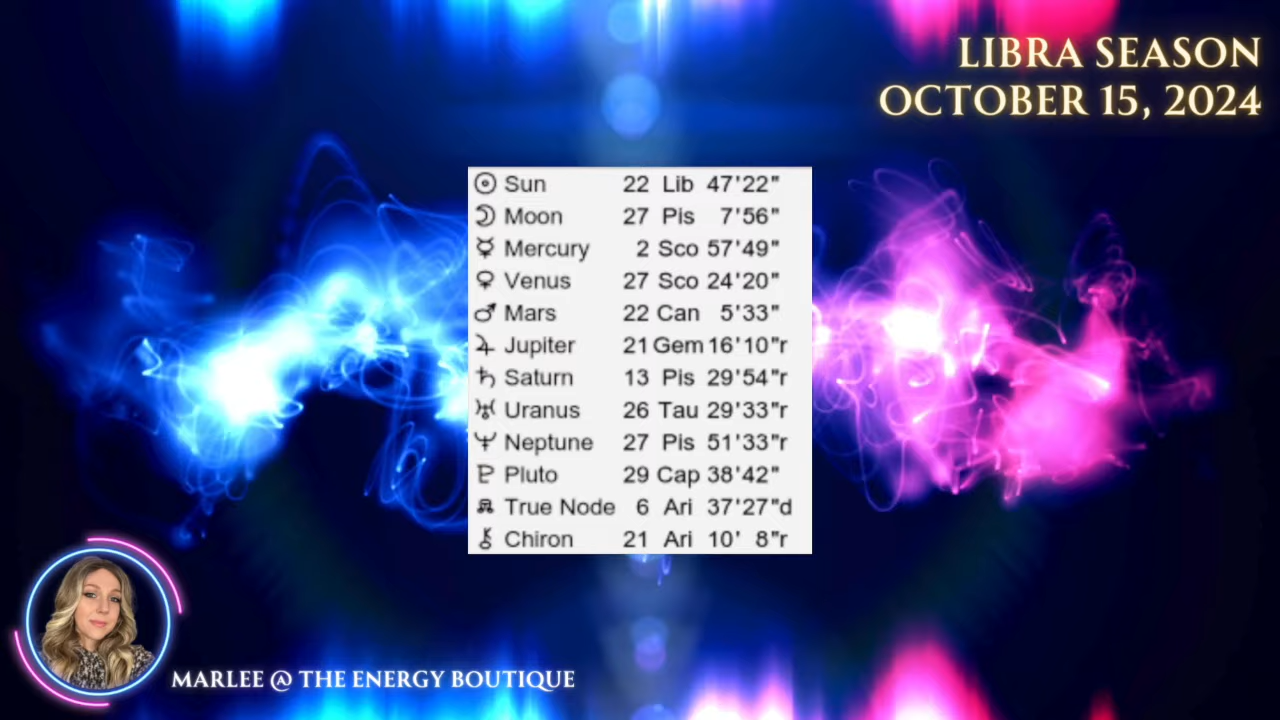 LIBRA SEASON
OCTOBER 15, 2024
Sun 22 Lib 47'22"
Moon 27 Pis 7'56"
Mercury 2 Sco 57'49"
Venus 27 Sco 24'20"
Mars 22 Can 5'33"
Jupiter 21 Gem 16'10"r
Saturn 13 Pis 29'54"r
Uranus 26 Tau 29'33"r
Neptune 27 Pis 51'33"r
Pluto 29 Cap 38'42"
True Node 6 Ari 37'27"d
Chiron 21 Ari 10' 8"r
MARLEE @ THE ENERGY BOUTIQUE